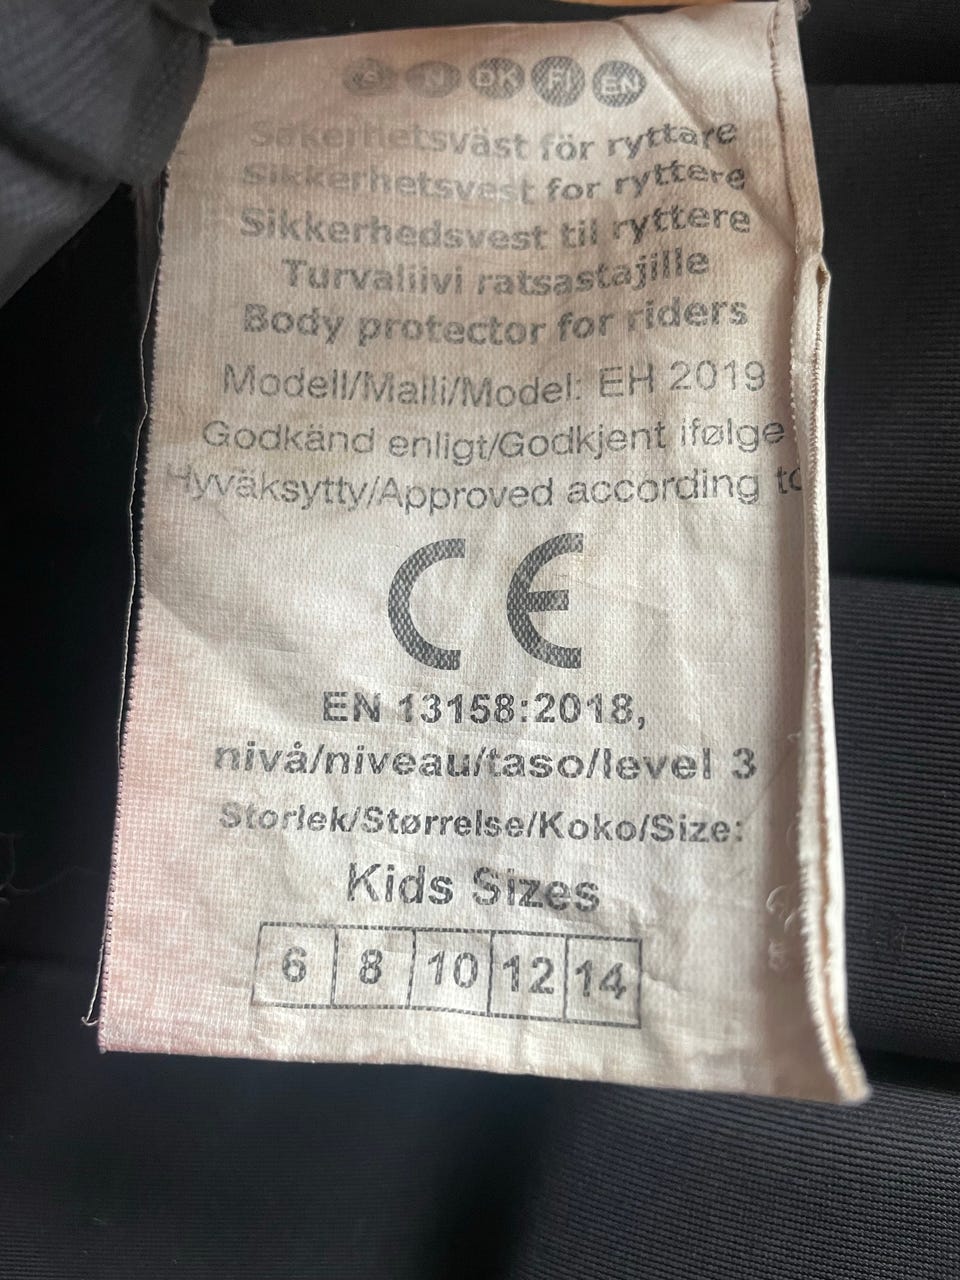 S N DK FI EN
Säkerhetsväst för ryttare
Sikkerhetsvest for ryttere
Sikkerhedsvest til ryttere
Turvaliivi ratsastajille
Body protector for riders
Modell/Malli/Model: EH 2019
Godkänd enligt/Godkjent ifølge
Hyväksytty/Approved according to
CE
EN 13158:2018,
nivå/niveau/taso/level 3
Storlek/Størrelse/Koko/Size:
Kids Sizes
6 8 10 12 14